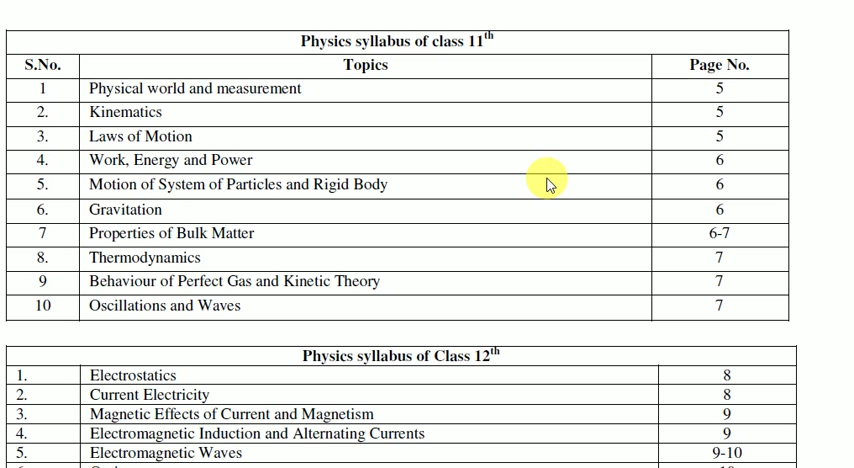 Physics syllabus of class 11th
S.No. Topics Page No.
1 Physical world and measurement 5
2. Kinematics 5
3. Laws of Motion 5
4. Work, Energy and Power 6
5. Motion of System of Particles and Rigid Body 6
6. Gravitation 6
7 Properties of Bulk Matter 6-7
8. Thermodynamics 7
9 Behaviour of Perfect Gas and Kinetic Theory 7
10 Oscillations and Waves 7
Physics syllabus of Class 12th
1. Electrostatics 8
2. Current Electricity 8
3. Magnetic Effects of Current and Magnetism 9
4. Electromagnetic Induction and Alternating Currents 9
5. Electromagnetic Waves 9-10